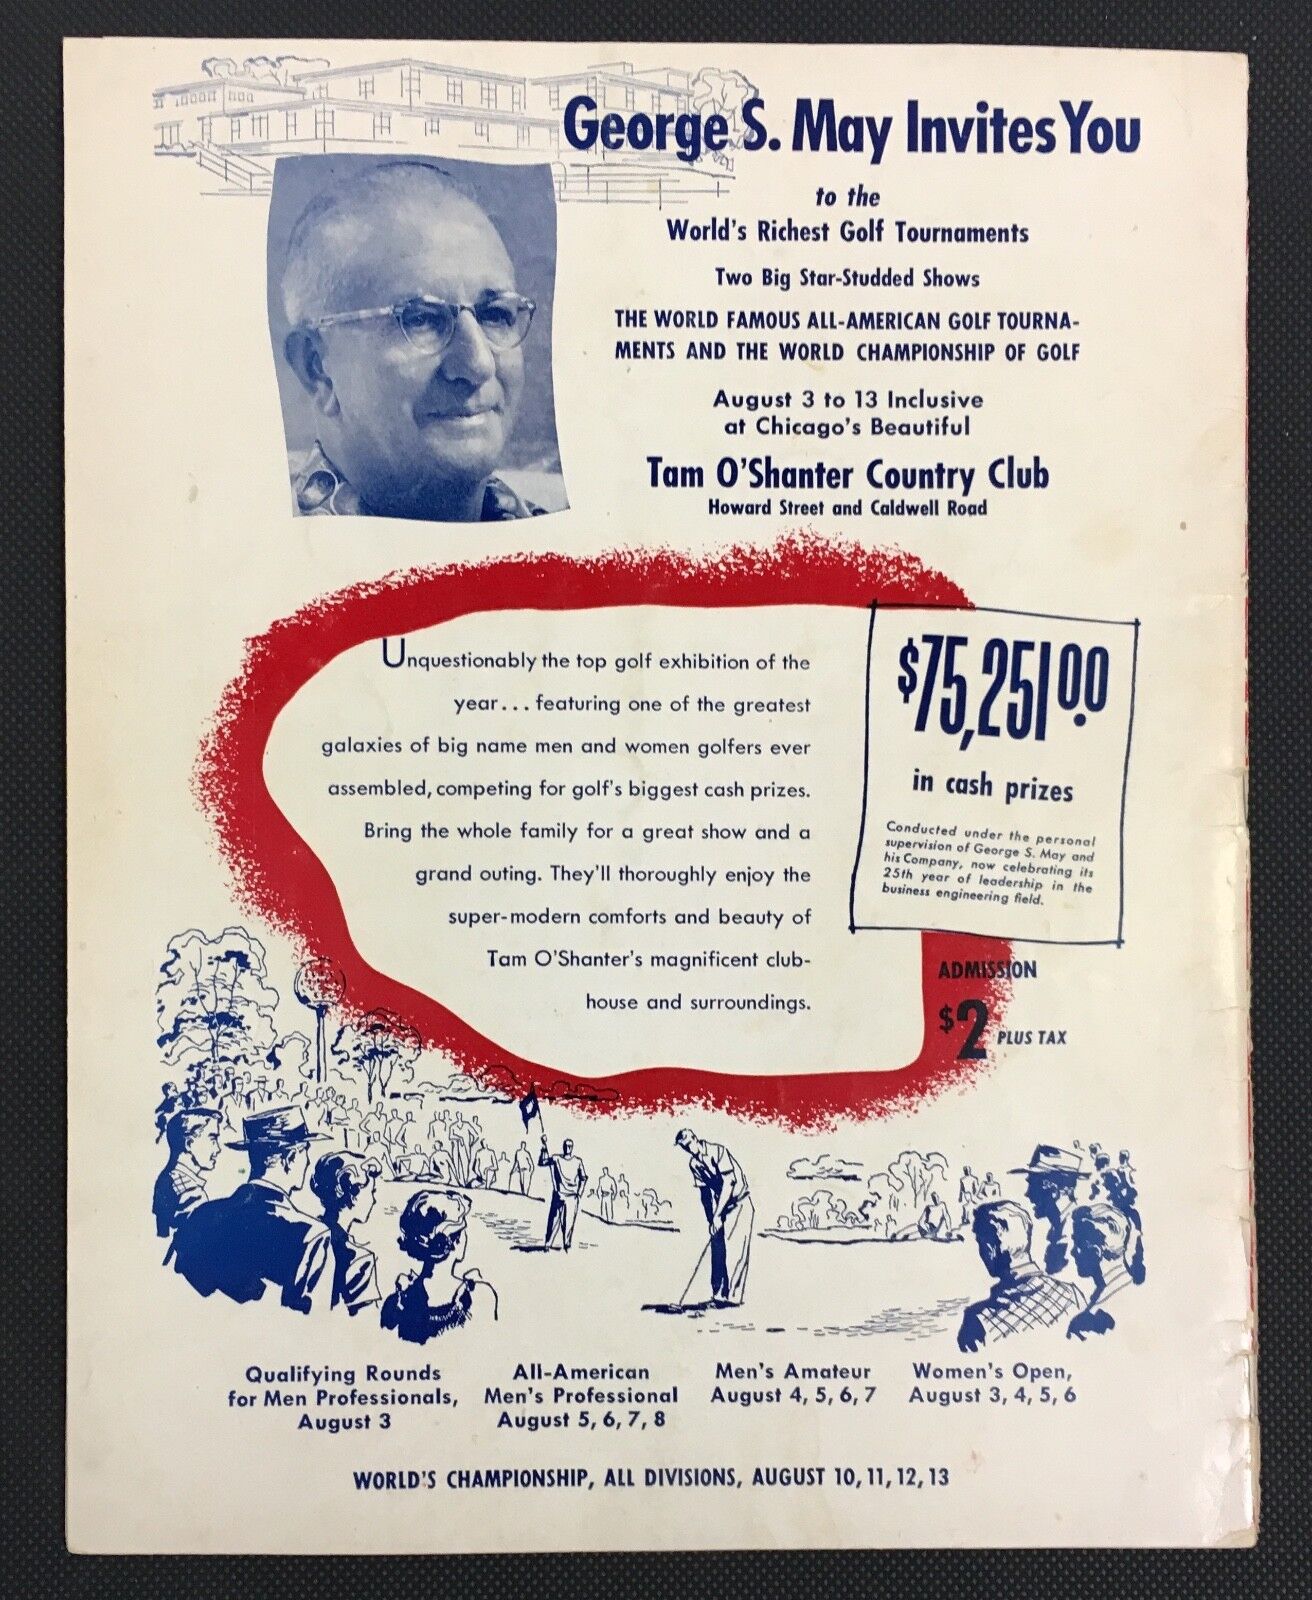 George S. May Invites You
to the
World's Richest Golf Tournaments
Two Big Star-Studded Shows
THE WORLD FAMOUS ALL-AMERICAN GOLF TOURNA-
MENTS AND THE WORLD CHAMPIONSHIP OF GOLF
August 3 to 13 Inclusive
at Chicago's Beautiful
Tam O'Shanter Country Club
Howard Street and Caldwell Road
Unquestionably the top golf exhibition of the
year... featuring one of the greatest
galaxies of big name men and women golfers ever
assembled, competing for golf's biggest cash prizes.
Bring the whole family for a great show and a
grand outing. They'll thoroughly enjoy the
super-modern comforts and beauty of
Tam O'Shanter's magnificent club-
house and surroundings.
$75,251.00
in cash prizes
Conducted under the personal
supervision of George S. May and
his Company, now celebrating its
25th year of leadership in the
business engineering field.
ADMISSION
$2 PLUS TAX
Qualifying Rounds
for Men Professionals,
August 3
All-American
Men's Professional
August 5, 6, 7, 8
Men's Amateur
August 4, 5, 6, 7
Women's Open,
August 3, 4, 5, 6
WORLD'S CHAMPIONSHIP, ALL DIVISIONS, AUGUST 10, 11, 12, 13